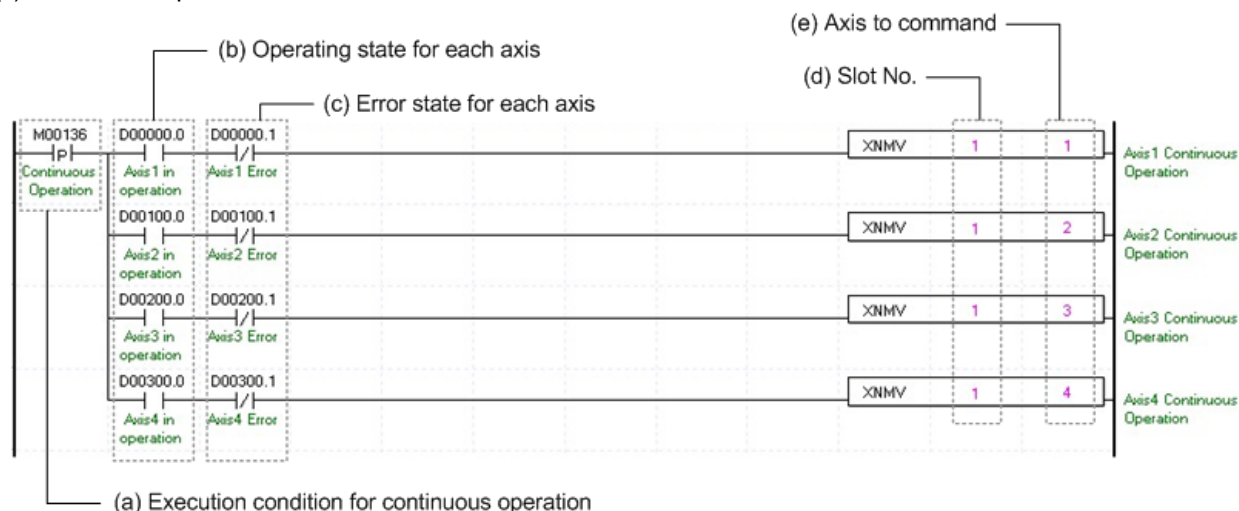 (e) Axis to command
(b) Operating state for each axis
(d) Slot No.
(c) Error state for each axis
M00136 D00000.0 D00000.1
P
XNMV 1 1
Continuous Operation
Axis1 in operation
Axis1 Error
Axis1 Continuous Operation
D00100.0 D00100.1
XNMV 1 2
Axis2 in operation
Axis2 Error
Axis2 Continuous Operation
D00200.0 D00200.1
XNMV 1 3
Axis3 in operation
Axis3 Error
Axis3 Continuous Operation
D00300.0 D00300.1
XNMV 1 4
Axis4 in operation
Axis4 Error
Axis4 Continuous Operation
(a) Execution condition for continuous operation